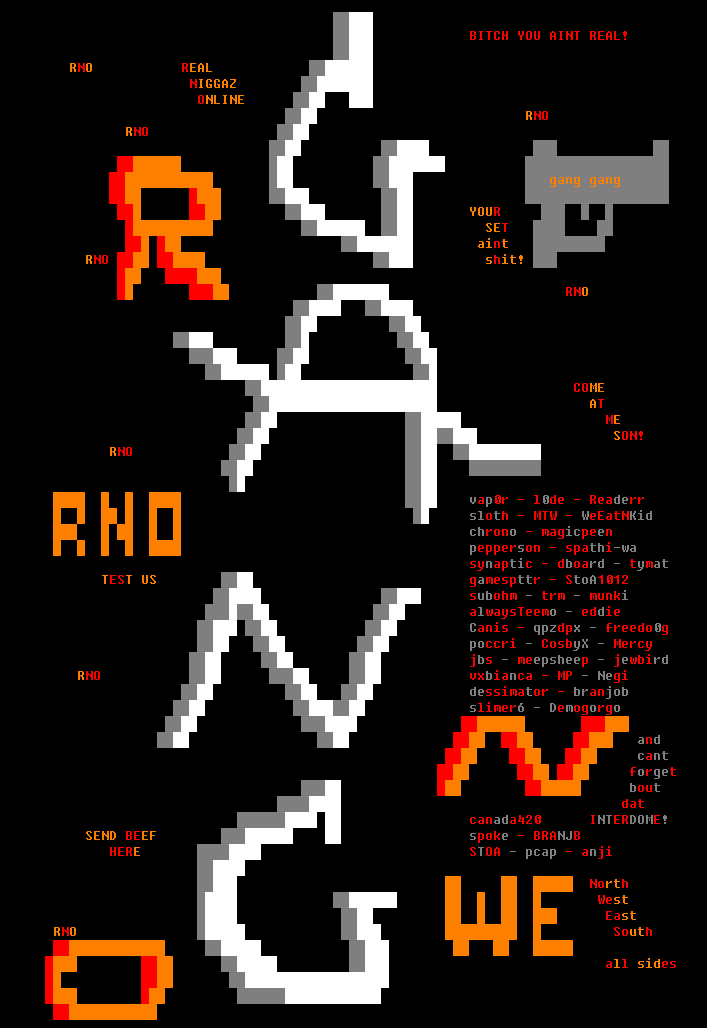 BITCH YOU AINT REAL!
RNO
REAL
NIGGAZ
ONLINE
RNO
RNO
R
gang gang
YOUR
SET
aint
shit!
RNO
RNO
G
A
N
G
COME
AT
ME
SON!
RNO
RNO
TEST US
RNO
vap0r - l0de - Readerr
sloth - MTW - WeEatNKid
chrono - magicpeen
pepperson - spathi-wa
synaptic - dboard - tymat
gamespttr - StoA1012
subohm - trm - munki
alwaysTeemo - eddie
Canis - qpzdpx - freedo0g
poccri - CosbyX - Mercy
jbs - meepsheep - jewbird
vxbianca - MP - Negi
dessimator - branjob
slimer6 - Demogorgo
N
and
cant
forget
bout
dat
canada420 INTERDOME!
spoke - BRANJB
STOA - pcap - anji
SEND BEEF
HERE
WE
North
West
East
South
all sides
RNO
O